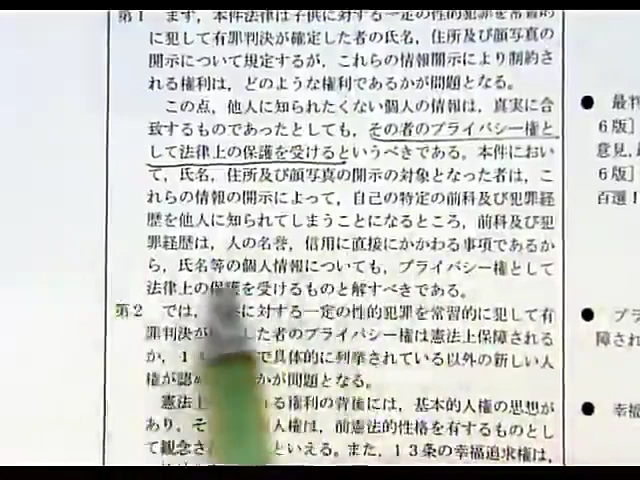 第1 まず，本件法律は子供に対する一定の性的犯罪を常習的
に犯して有罪判決が確定した者の氏名，住所及び顔写真の
開示について規定するが，これらの情報開示により制約さ
れる権利は，どのような権利であるかが問題となる。
この点，他人に知られたくない個人の情報は，真実に合
致するものであったとしても，その者のプライバシー権と
して法律上の保護を受けるというべきである。本件におい
て，氏名，住所及び顔写真の開示の対象となった者は，こ
れらの情報の開示によって，自己の特定の前科及び犯罪経
歴を他人に知られてしまうことになるところ，前科及び犯
罪経歴は，人の名誉，信用に直接にかかわる事項であるか
ら，氏名等の個人情報についても，プライバシー権として
法律上の保護を受けるものと解すべきである。
第2 では，に対する一定の性的犯罪を常習的に犯して有
罪判決がした者のプライバシー権は憲法上保障される
か，1で具体的に列挙されている以外の新しい人
権が認めかが問題となる。
憲法上る権利の背後には，基本的人権の思想が
あり，そ人権は，前憲法的性格を有するものとし
て観念さといえる。また，13条の幸福追求権は，
● 最判
6版］
意見，
6版］
百選Ｉ
● プラ
障され
● 幸福